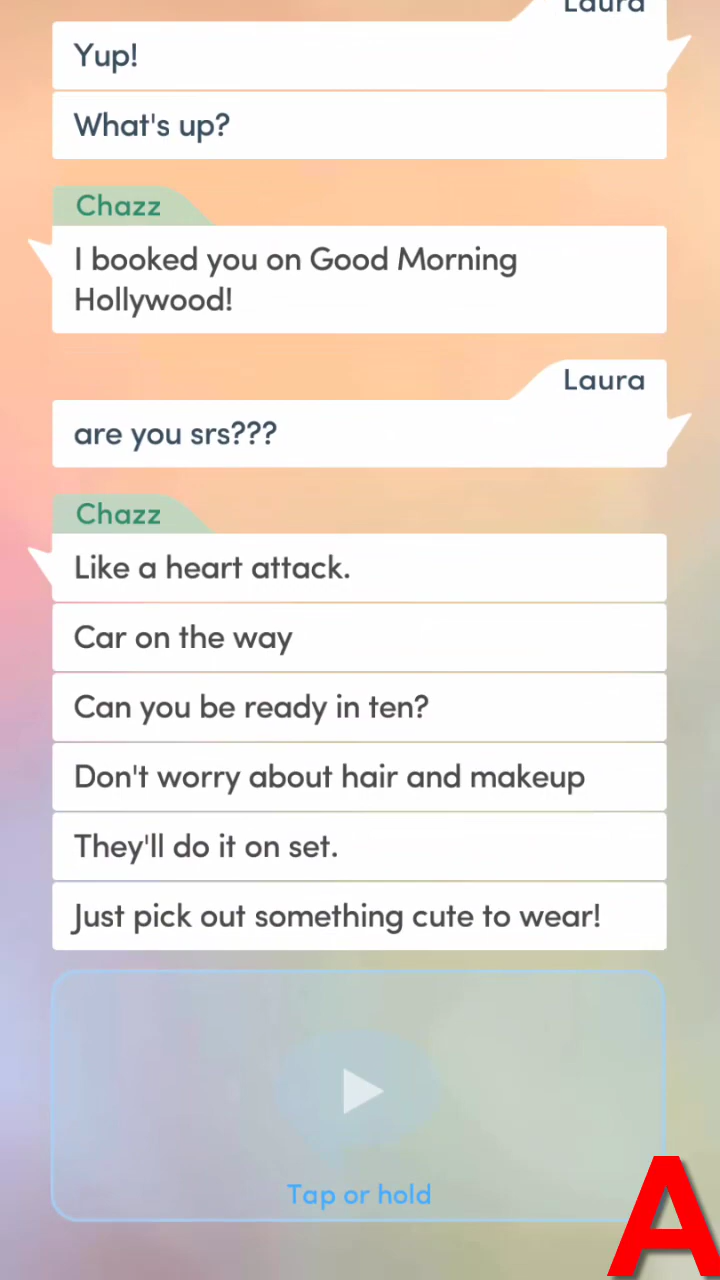 Laura
Yup!
What's up?
Chazz
I booked you on Good Morning
Hollywood!
Laura
are you srs???
Chazz
Like a heart attack.
Car on the way
Can you be ready in ten?
Don't worry about hair and makeup
They'll do it on set.
Just pick out something cute to wear!
Tap or hold
A